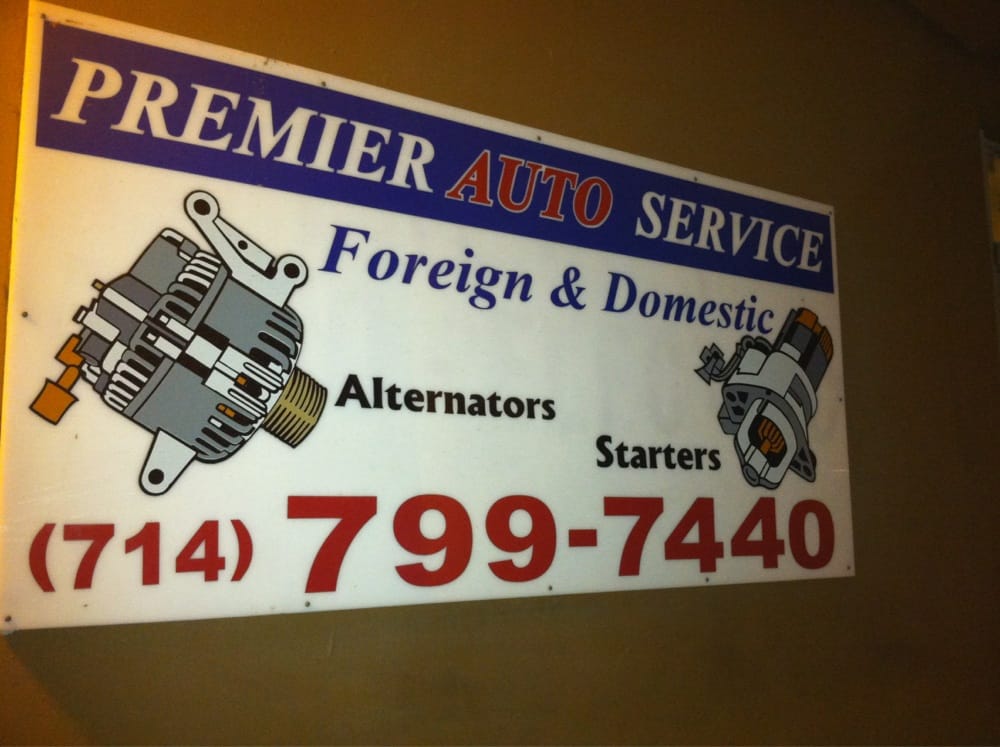 PREMIER AUTO SERVICE
Foreign & Domestic
Alternators
Starters
(714) 799-7440